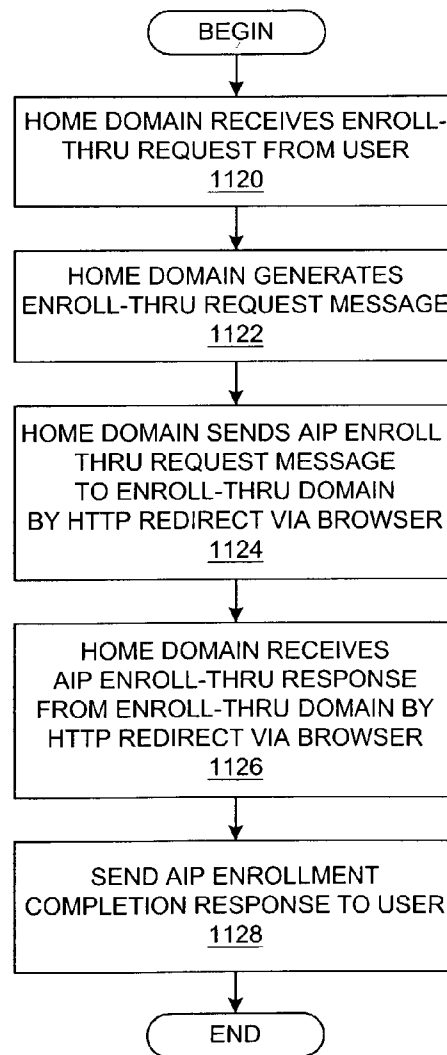 BEGIN
HOME DOMAIN RECEIVES ENROLL-
THRU REQUEST FROM USER
1120
HOME DOMAIN GENERATES
ENROLL-THRU REQUEST MESSAGE
1122
HOME DOMAIN SENDS AIP ENROLL
THRU REQUEST MESSAGE
TO ENROLL-THRU DOMAIN
BY HTTP REDIRECT VIA BROWSER
1124
HOME DOMAIN RECEIVES
AIP ENROLL-THRU RESPONSE
FROM ENROLL-THRU DOMAIN BY
HTTP REDIRECT VIA BROWSER
1126
SEND AIP ENROLLMENT
COMPLETION RESPONSE TO USER
1128
END